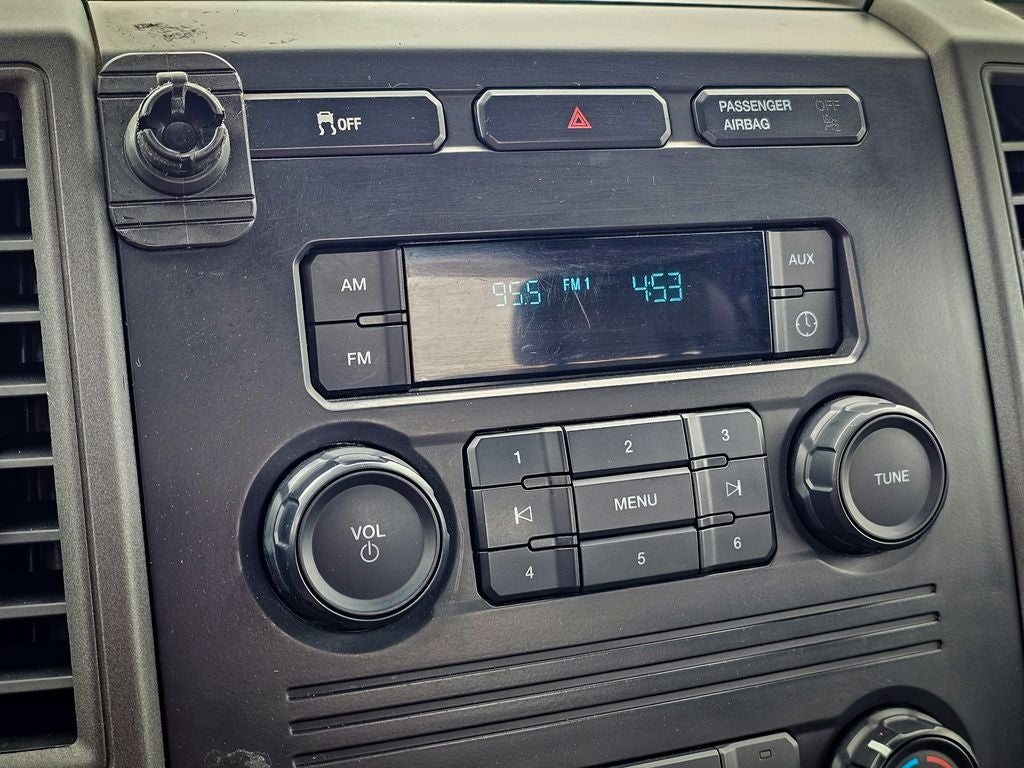 OFF
PASSENGER OFF
AIRBAG
AM
95.5 FM1 4:53
AUX
FM
1 2 3
MENU
4 5 6
VOL
TUNE